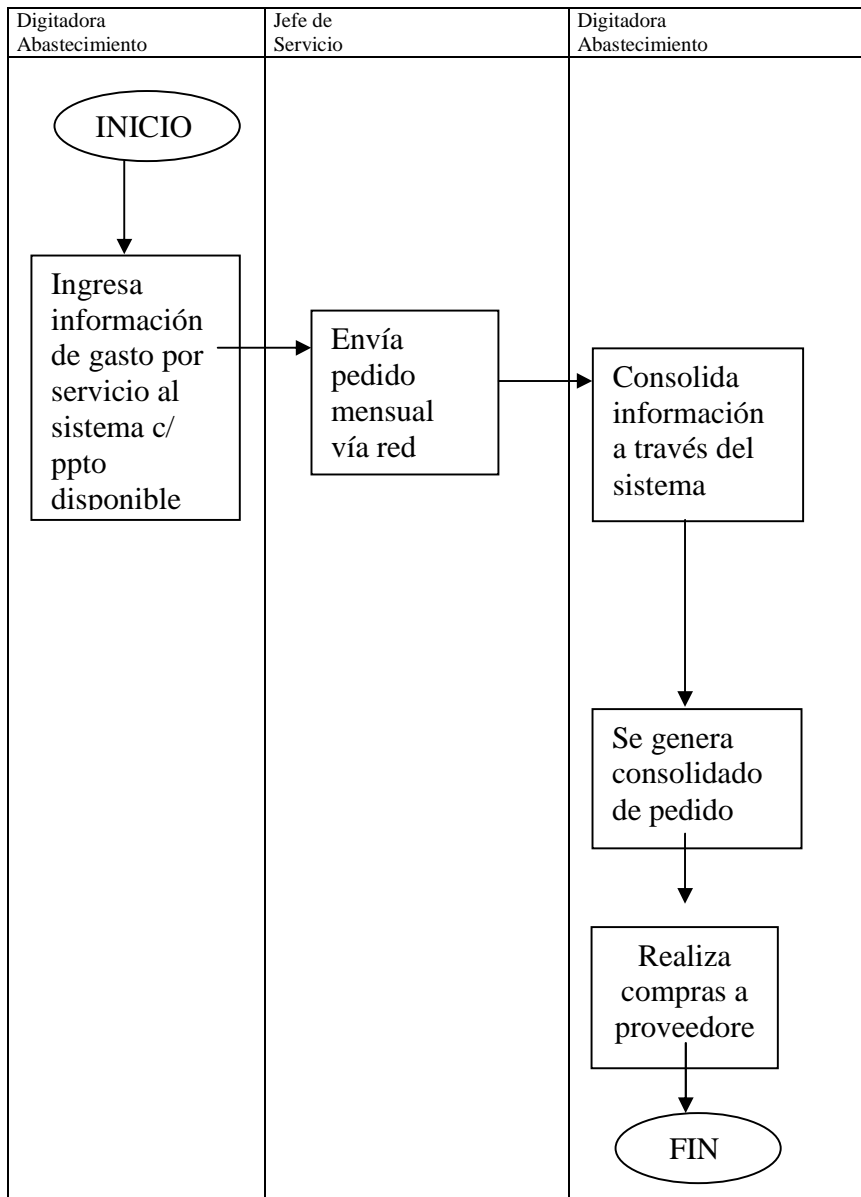 Digitadora
Abastecimiento
Jefe de
Servicio
Digitadora
Abastecimiento
INICIO
Ingresa
información
de gasto por
servicio al
sistema c/
ppto
disponible
Envía
pedido
mensual
vía red
Consolida
información
a través del
sistema
Se genera
consolidado
de pedido
Realiza
compras a
proveedore
FIN